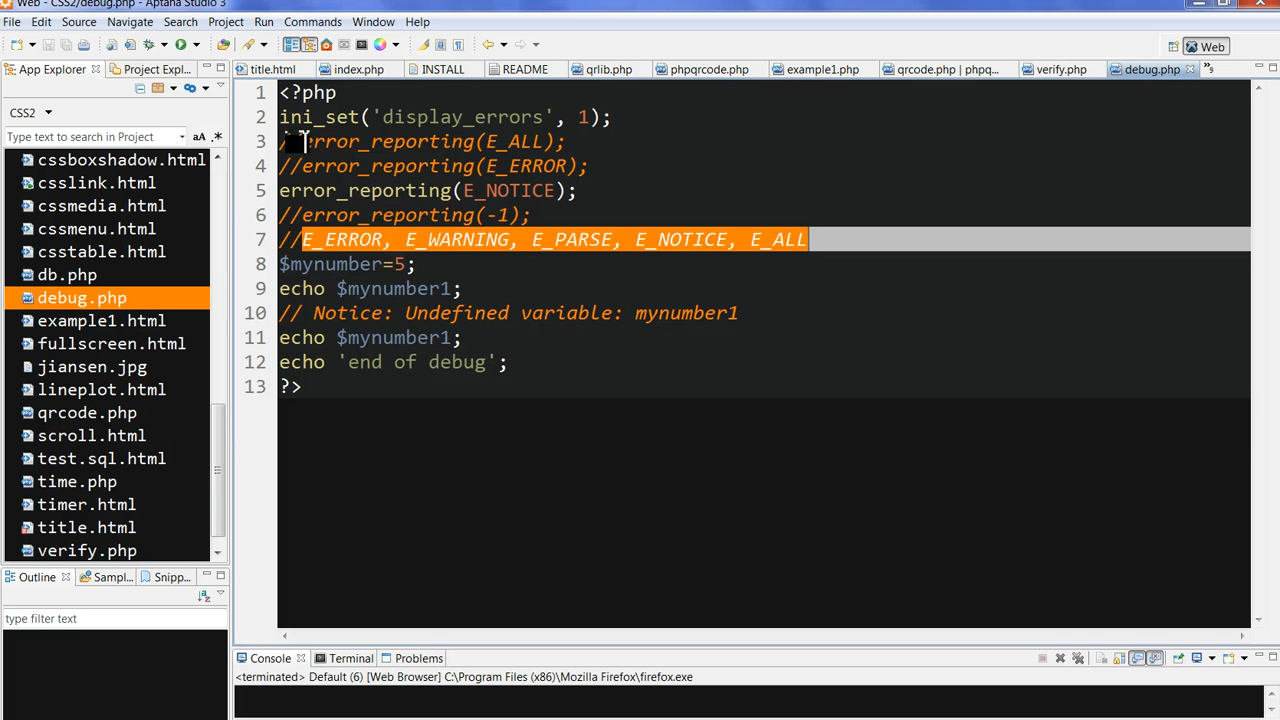 Web - CSS2/debug.php - Aptana Studio 3
File Edit Source Navigate Search Project Run Commands Window Help
Web
App Explorer Project Expl...
title.html index.php INSTALL README qrlib.php phpqrcode.php example1.php qrcode.php | phpq... verify.php debug.php 9
CSS2
Type text to search in Project aA .*
cssboxshadow.html
csslink.html
cssmedia.html
cssmenu.html
csstable.html
db.php
debug.php
example1.html
fullscreen.html
jiansen.jpg
lineplot.html
qrcode.php
scroll.html
test.sql.html
time.php
timer.html
title.html
verify.php
1 <?php
2 ini_set('display_errors', 1);
3 //error_reporting(E_ALL);
4 //error_reporting(E_ERROR);
5 error_reporting(E_NOTICE);
6 //error_reporting(-1);
7 //E_ERROR, E_WARNING, E_PARSE, E_NOTICE, E_ALL
8 $mynumber=5;
9 echo $mynumber1;
10 // Notice: Undefined variable: mynumber1
11 echo $mynumber1;
12 echo 'end of debug';
13 ?>
Outline Sampl... Snipp...
type filter text
Console Terminal Problems
<terminated> Default (6) [Web Browser] C:\Program Files (x86)\Mozilla Firefox\firefox.exe